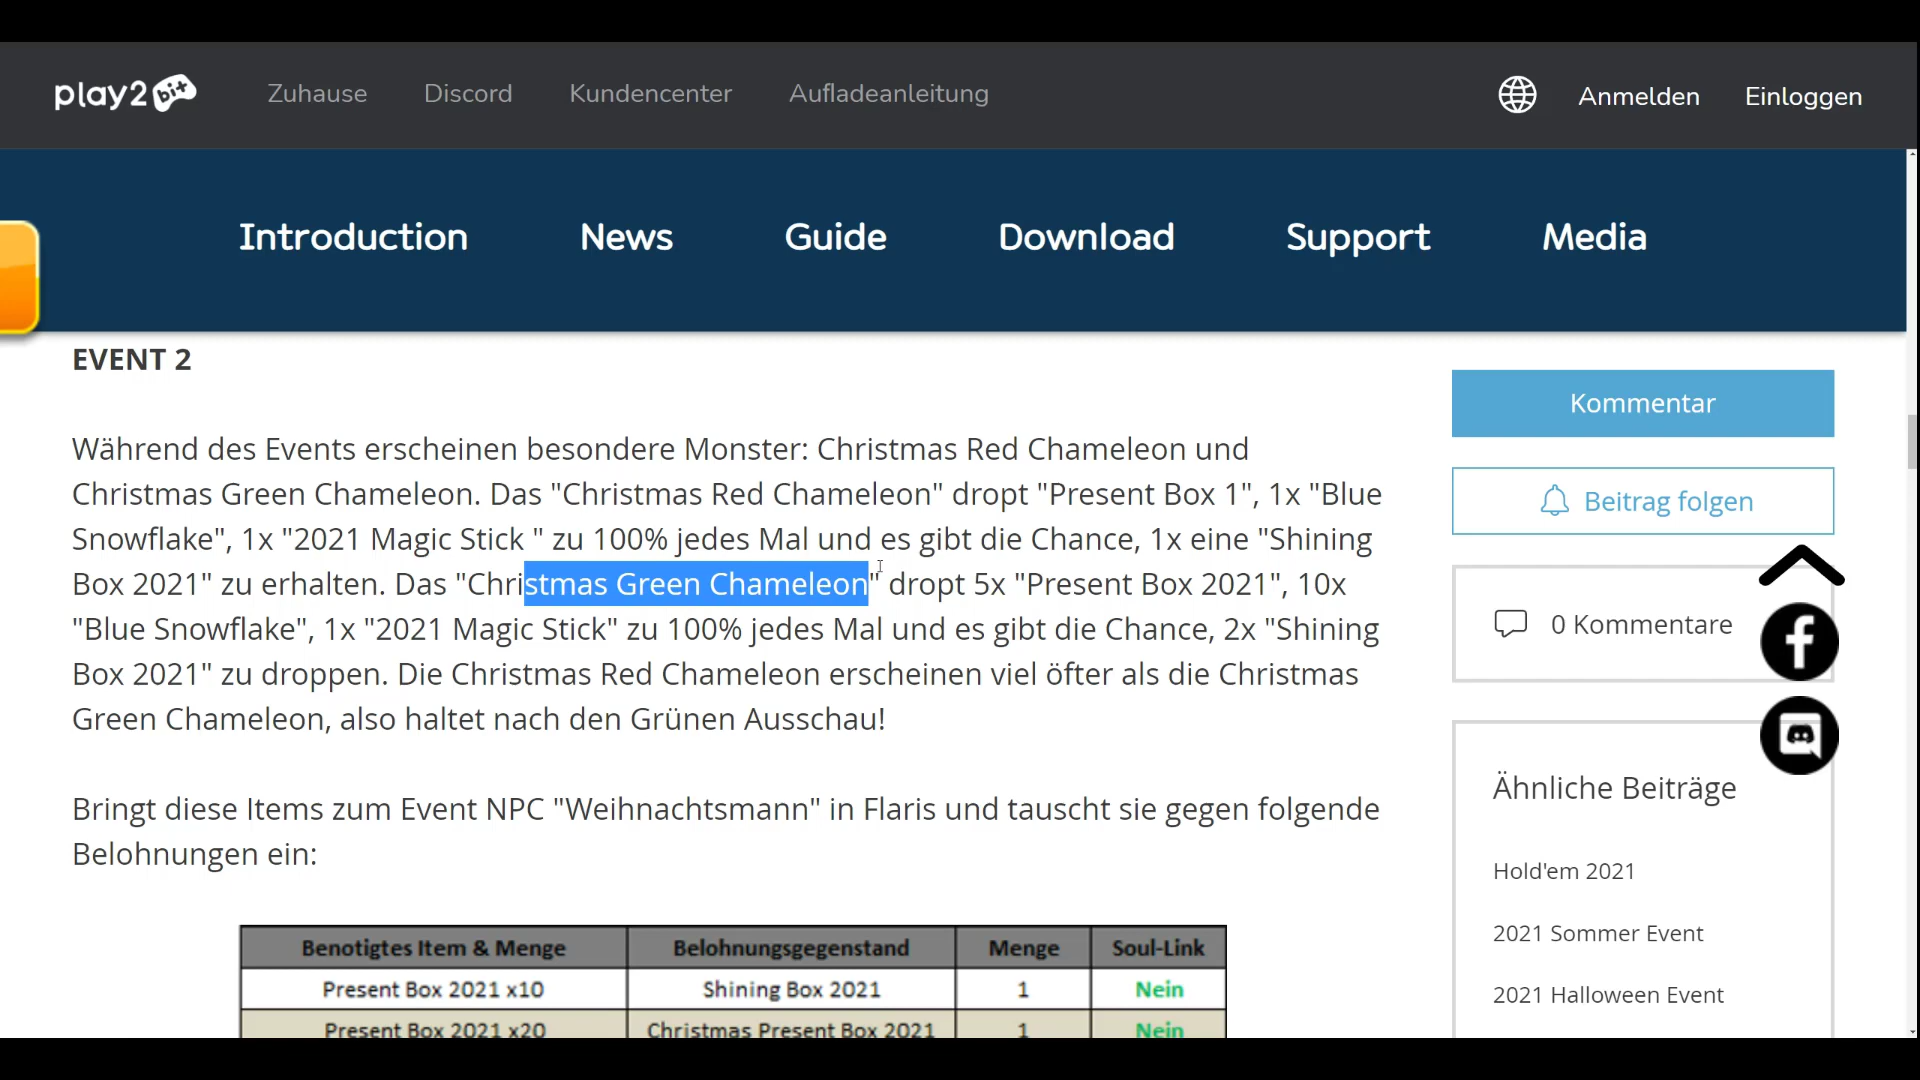 play2bit
Zuhause
Discord
Kundencenter
Aufladeanleitung
Anmelden
Einloggen
Introduction
News
Guide
Download
Support
Media
EVENT 2
Während des Events erscheinen besondere Monster: Christmas Red Chameleon und
Christmas Green Chameleon. Das "Christmas Red Chameleon" dropt "Present Box 1", 1x "Blue
Snowflake", 1x "2021 Magic Stick " zu 100% jedes Mal und es gibt die Chance, 1x eine "Shining
Box 2021" zu erhalten. Das "Christmas Green Chameleon" dropt 5x "Present Box 2021", 10x
"Blue Snowflake", 1x "2021 Magic Stick" zu 100% jedes Mal und es gibt die Chance, 2x "Shining
Box 2021" zu droppen. Die Christmas Red Chameleon erscheinen viel öfter als die Christmas
Green Chameleon, also haltet nach den Grünen Ausschau!
Bringt diese Items zum Event NPC "Weihnachtsmann" in Flaris und tauscht sie gegen folgende
Belohnungen ein:
Benotigtes Item & Menge Belohnungsgegenstand Menge Soul-Link
Present Box 2021 x10 Shining Box 2021 1 Nein
Present Box 2021 x20 Christmas Present Box 2021 1 Nein
Kommentar
Beitrag folgen
0 Kommentare
Ähnliche Beiträge
Hold'em 2021
2021 Sommer Event
2021 Halloween Event